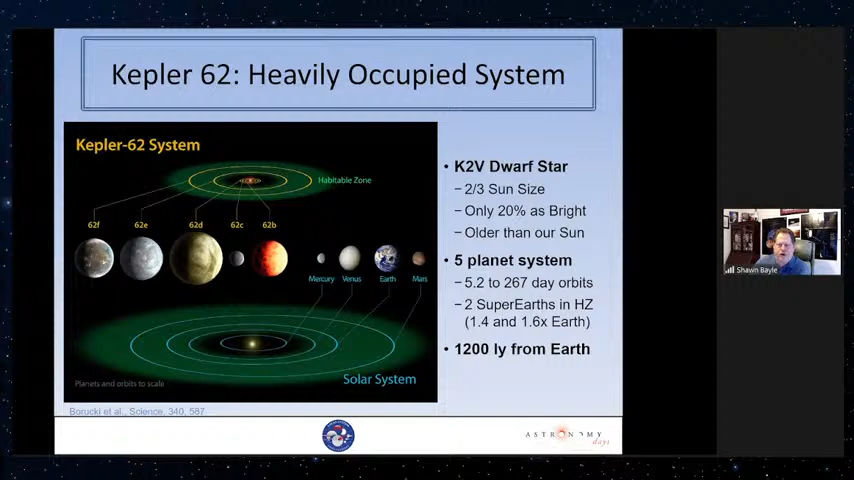 Kepler 62: Heavily Occupied System
Kepler-62 System
Habitable Zone
62f 62e 62d 62c 62b
Mercury Venus Earth Mars
Solar System
Planets and orbits to scale
Borucki et al., Science, 340, 587
• K2V Dwarf Star
– 2/3 Sun Size
– Only 20% as Bright
– Older than our Sun
• 5 planet system
– 5.2 to 267 day orbits
– 2 SuperEarths in HZ
(1.4 and 1.6x Earth)
• 1200 ly from Earth
ASTRONOMY
days
Shawn Bayle